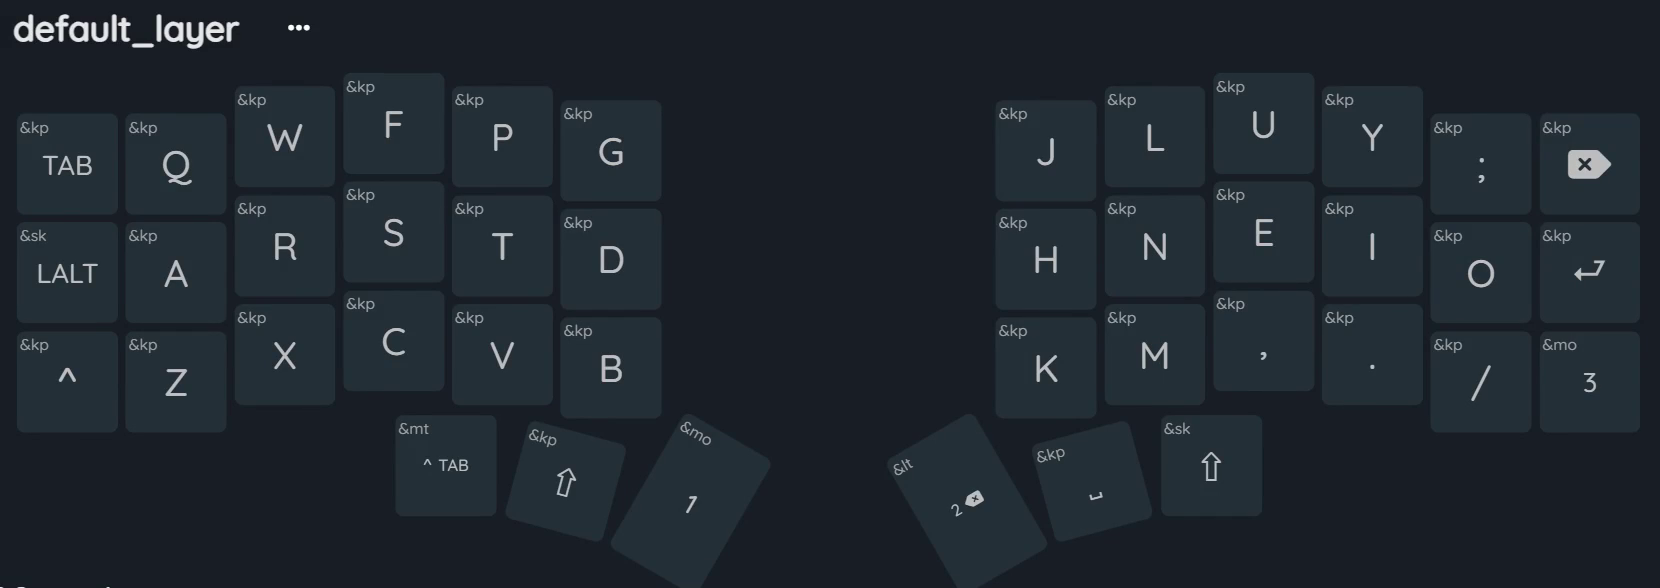 default_layer ...
&kp TAB &kp Q &kp W &kp F &kp P &kp G &kp J &kp L &kp U &kp Y &kp ; &kp
&sk LALT &kp A &kp R &kp S &kp T &kp D &kp H &kp N &kp E &kp I &kp O &kp
&kp ^ &kp Z &kp X &kp C &kp V &kp B &kp K &kp M &kp , &kp . &kp / &mo 3
&mt ^ TAB &kp ⇧ &mo 1 &lt 2 &kp ␣ &sk ⇧